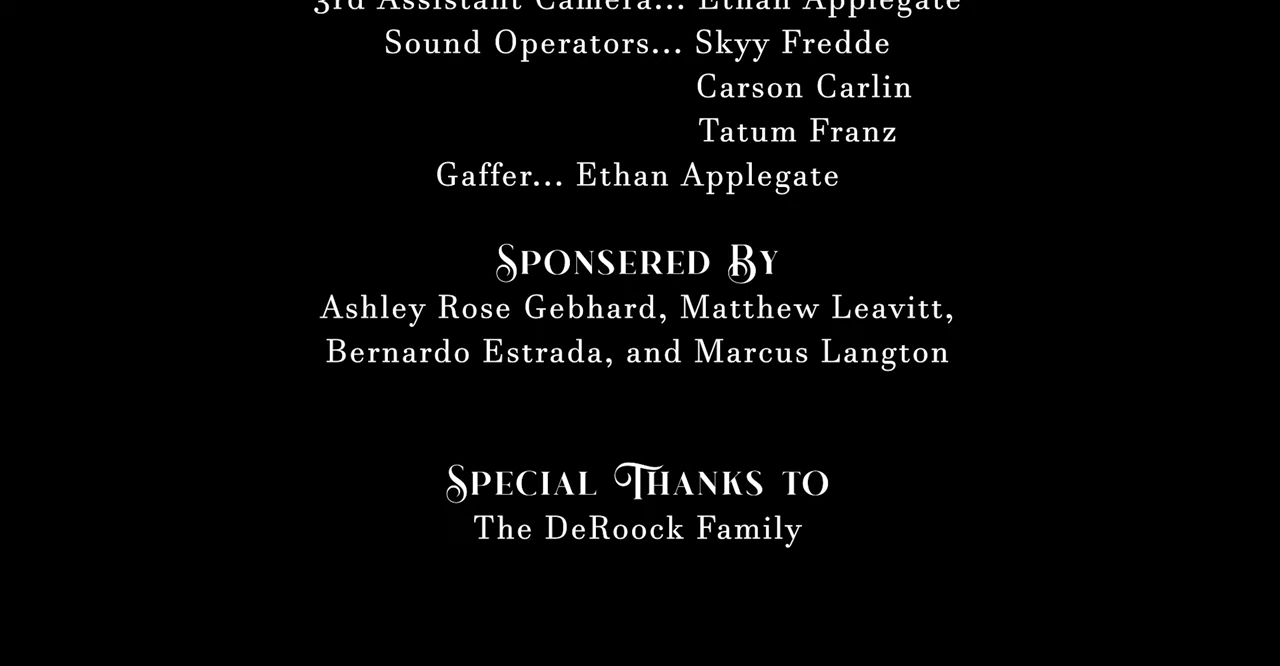 3rd Assistant Camera... Ethan Applegate
Sound Operators... Skyy Fredde
Carson Carlin
Tatum Franz
Gaffer... Ethan Applegate
Sponsered By
Ashley Rose Gebhard, Matthew Leavitt,
Bernardo Estrada, and Marcus Langton
Special Thanks to
The DeRoock Family